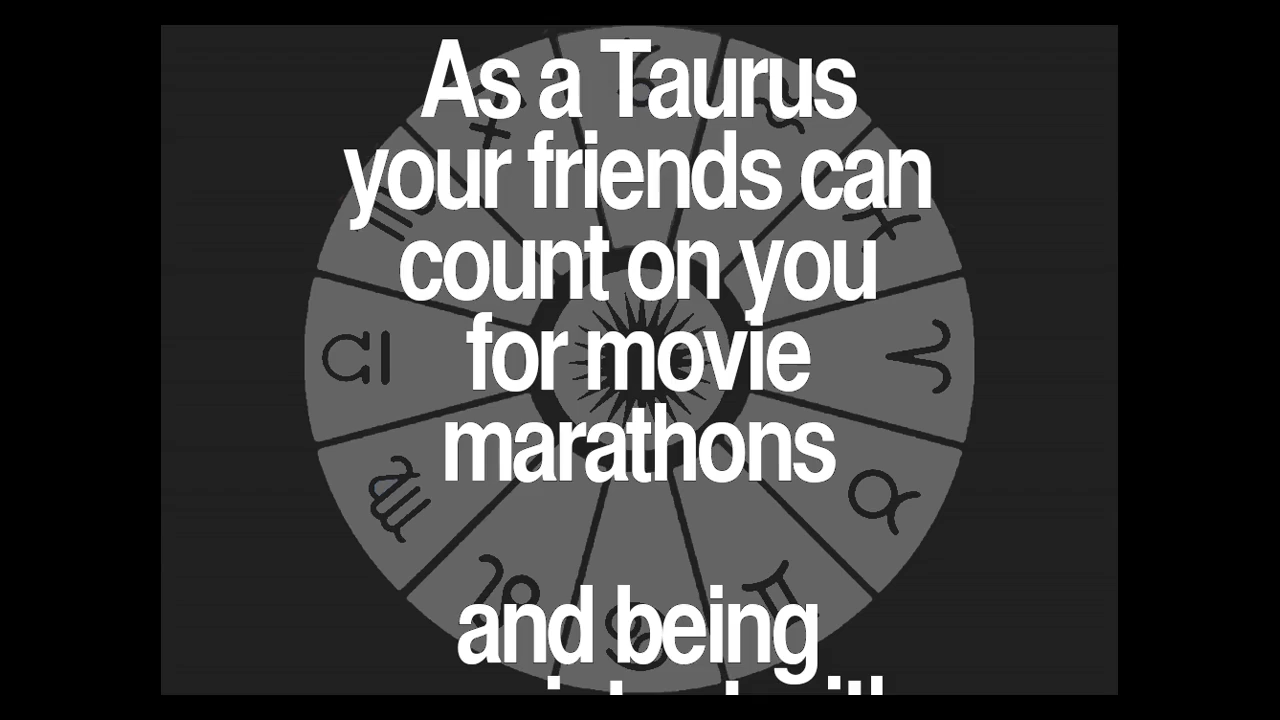 As a Taurus
your friends can
count on you
for movie
marathons
and being